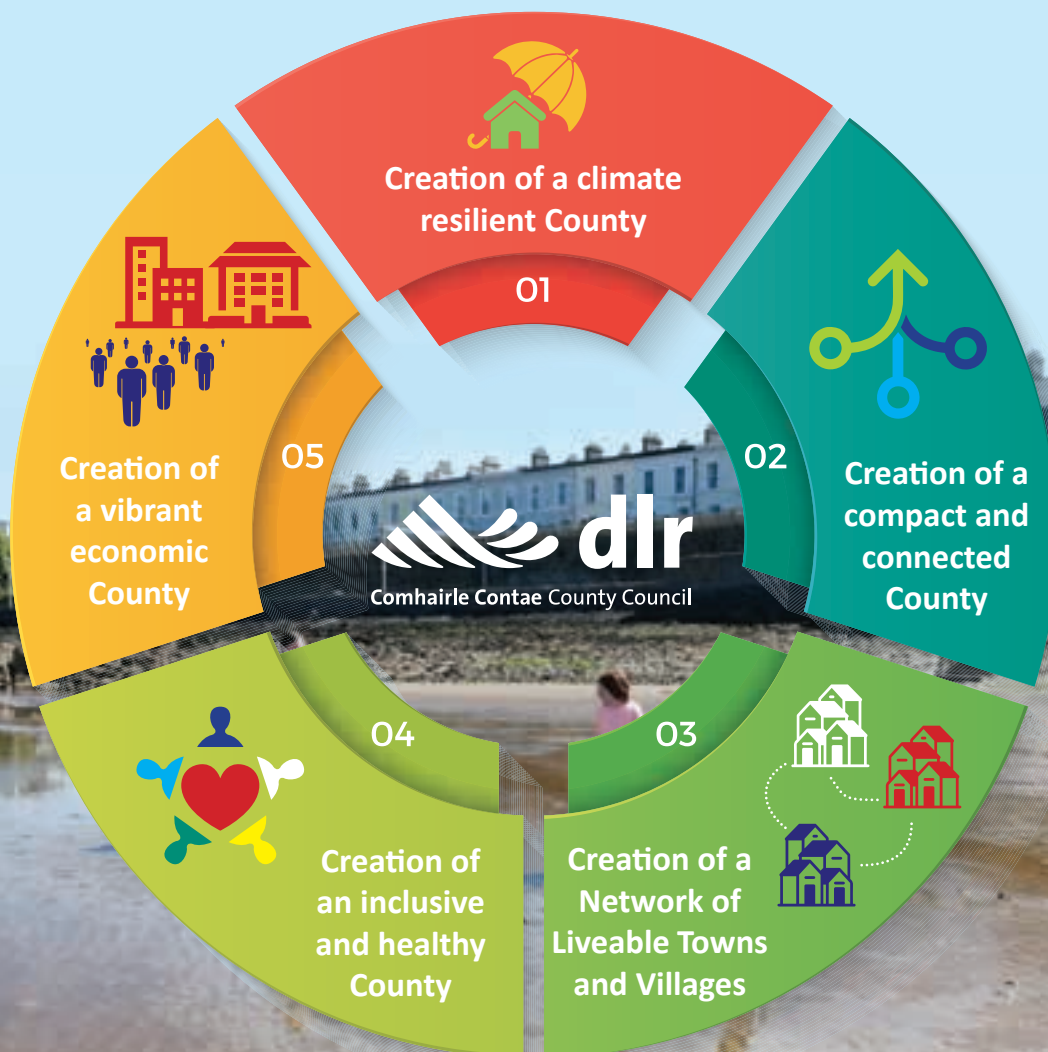 Creation of a climate
resilient County
01
02
Creation of a
compact and
connected
County
03
Creation of a
Network of
Liveable Towns
and Villages
04
Creation of
an inclusive
and healthy
County
05
Creation of
a vibrant
economic
County
dlr
Comhairle Contae County Council